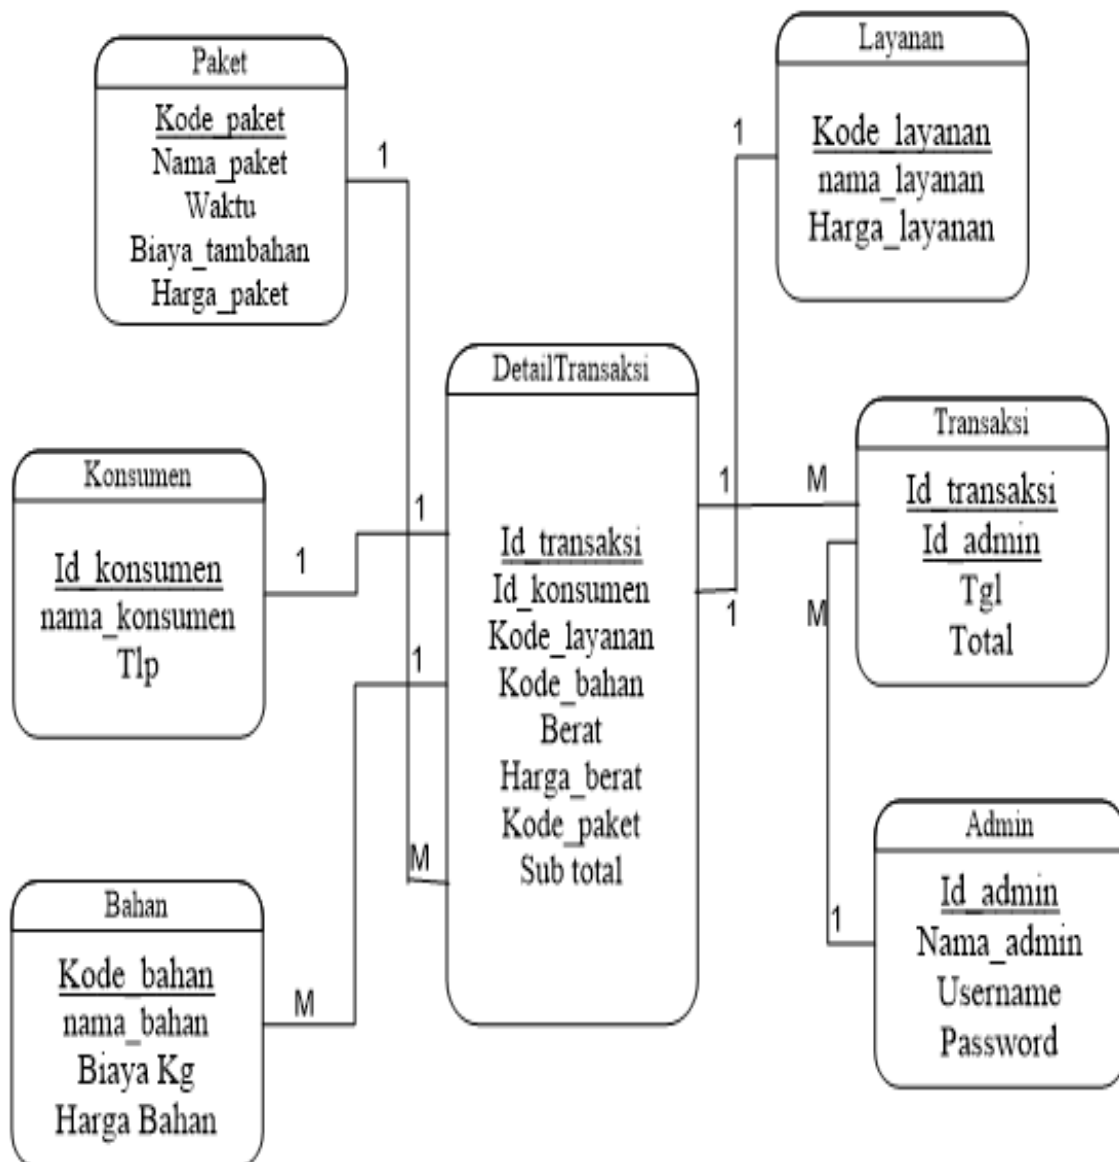 Paket
Kode_paket
Nama_paket
Waktu
Biaya_tambahan
Harga_paket
1
Layanan
Kode_layanan
nama_layanan
Harga_layanan
1
DetailTransaksi
Id_transaksi
Id_konsumen
Kode_layanan
Kode_bahan
Berat
Harga_berat
Kode_paket
Sub total
Konsumen
Id_konsumen
nama_konsumen
Tlp
1
1
1
M
Transaksi
Id_transaksi
Id_admin
Tgl
Total
1
M
1
M
Bahan
Kode_bahan
nama_bahan
Biaya Kg
Harga Bahan
M
Admin
Id_admin
Nama_admin
Username
Password
1